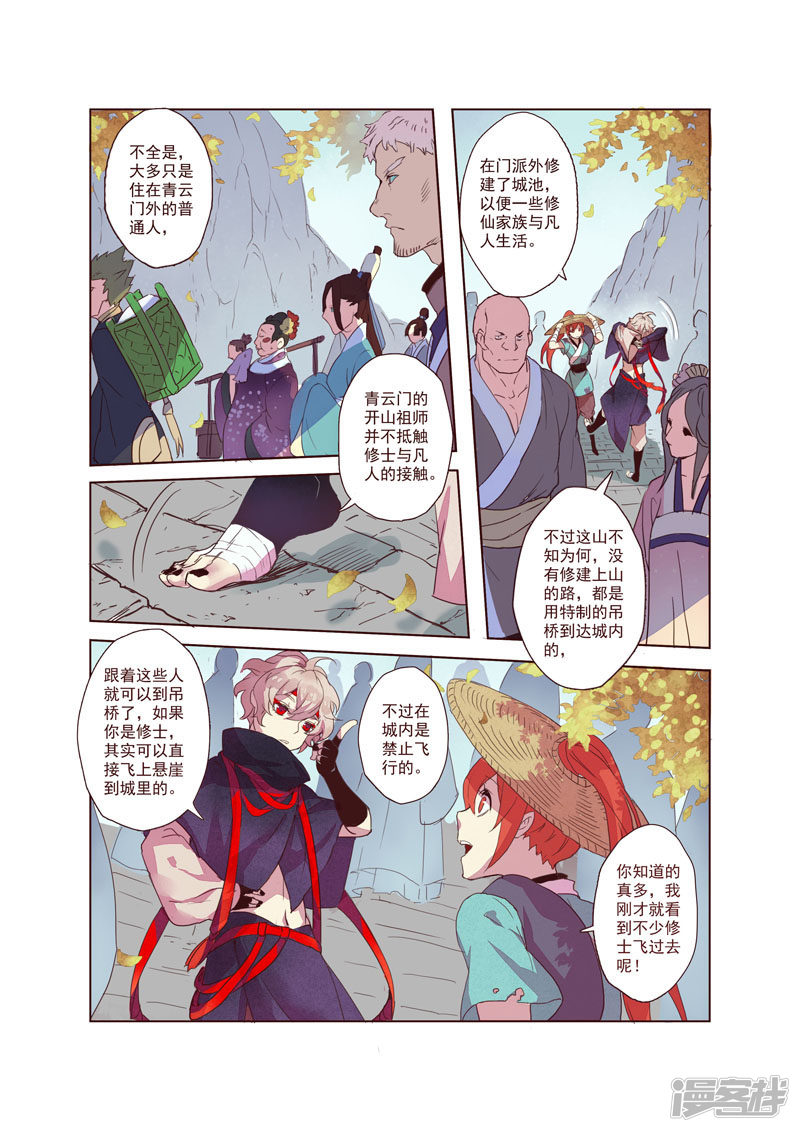 不全是，
大多只是
住在青云
门外的普
通人，
青云门的
开山祖师
并不抵触
修士与凡
人的接触。
在门派外修
建了城池，
以便一些修
仙家族与凡
人生活。
不过这山不
知为何，没
有修建上山
的路，都是
用特制的吊
桥到达城内
的，
跟着这些人
就可以到吊
桥了，如果
你是修士，
其实可以直
接飞上悬崖
到城里的。
不过在
城内是
禁止飞
行的。
你知道的
真多，我
刚才就看
到不少修
士飞过去
呢！
漫客栈